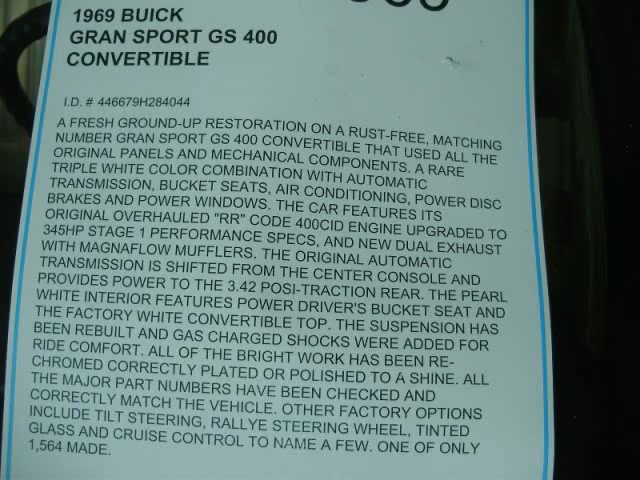 1969 BUICK
GRAN SPORT GS 400
CONVERTIBLE
I.D. # 446679H284044
A FRESH GROUND-UP RESTORATION ON A RUST-FREE, MATCHING
NUMBER GRAN SPORT GS 400 CONVERTIBLE THAT USED ALL THE
ORIGINAL PANELS AND MECHANICAL COMPONENTS. A RARE
TRIPLE WHITE COLOR COMBINATION WITH AUTOMATIC
TRANSMISSION, BUCKET SEATS, AIR CONDITIONING, POWER DISC
BRAKES AND POWER WINDOWS. THE CAR FEATURES ITS
ORIGINAL OVERHAULED "RR" CODE 400CID ENGINE UPGRADED TO
345HP STAGE 1 PERFORMANCE SPECS, AND NEW DUAL EXHAUST
WITH MAGNAFLOW MUFFLERS. THE ORIGINAL AUTOMATIC
TRANSMISSION IS SHIFTED FROM THE CENTER CONSOLE AND
PROVIDES POWER TO THE 3.42 POSI-TRACTION REAR. THE PEARL
WHITE INTERIOR FEATURES POWER DRIVER'S BUCKET SEAT AND
THE FACTORY WHITE CONVERTIBLE TOP. THE SUSPENSION HAS
BEEN REBUILT AND GAS CHARGED SHOCKS WERE ADDED FOR
RIDE COMFORT. ALL OF THE BRIGHT WORK HAS BEEN RE-
CHROMED CORRECTLY PLATED OR POLISHED TO A SHINE. ALL
THE MAJOR PART NUMBERS HAVE BEEN CHECKED AND
CORRECTLY MATCH THE VEHICLE. OTHER FACTORY OPTIONS
INCLUDE TILT STEERING, RALLYE STEERING WHEEL, TINTED
GLASS AND CRUISE CONTROL TO NAME A FEW. ONE OF ONLY
1,564 MADE.